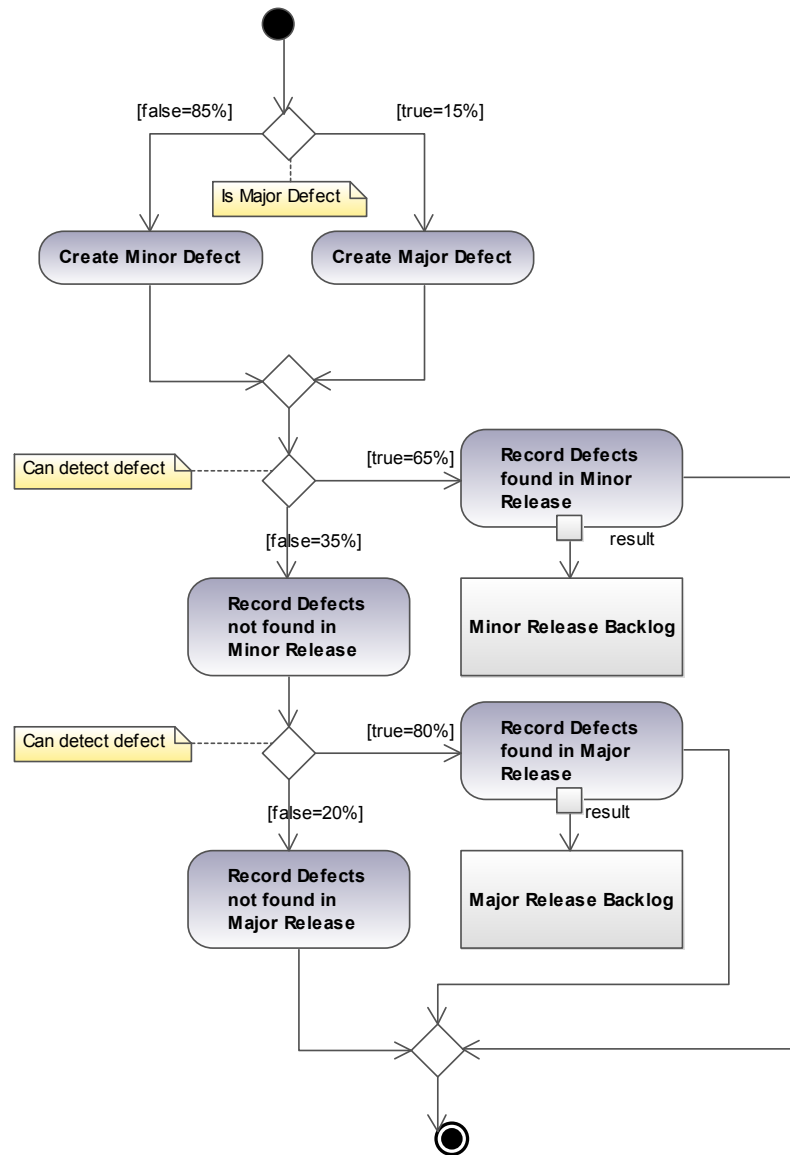 [false=85%]
[true=15%]
Is Major Defect
Create Minor Defect
Create Major Defect
Can detect defect
[true=65%]
Record Defects
found in Minor
Release
[false=35%]
result
Record Defects
not found in
Minor Release
Minor Release Backlog
Can detect defect
[true=80%]
Record Defects
found in Major
Release
[false=20%]
result
Record Defects
not found in
Major Release
Major Release Backlog